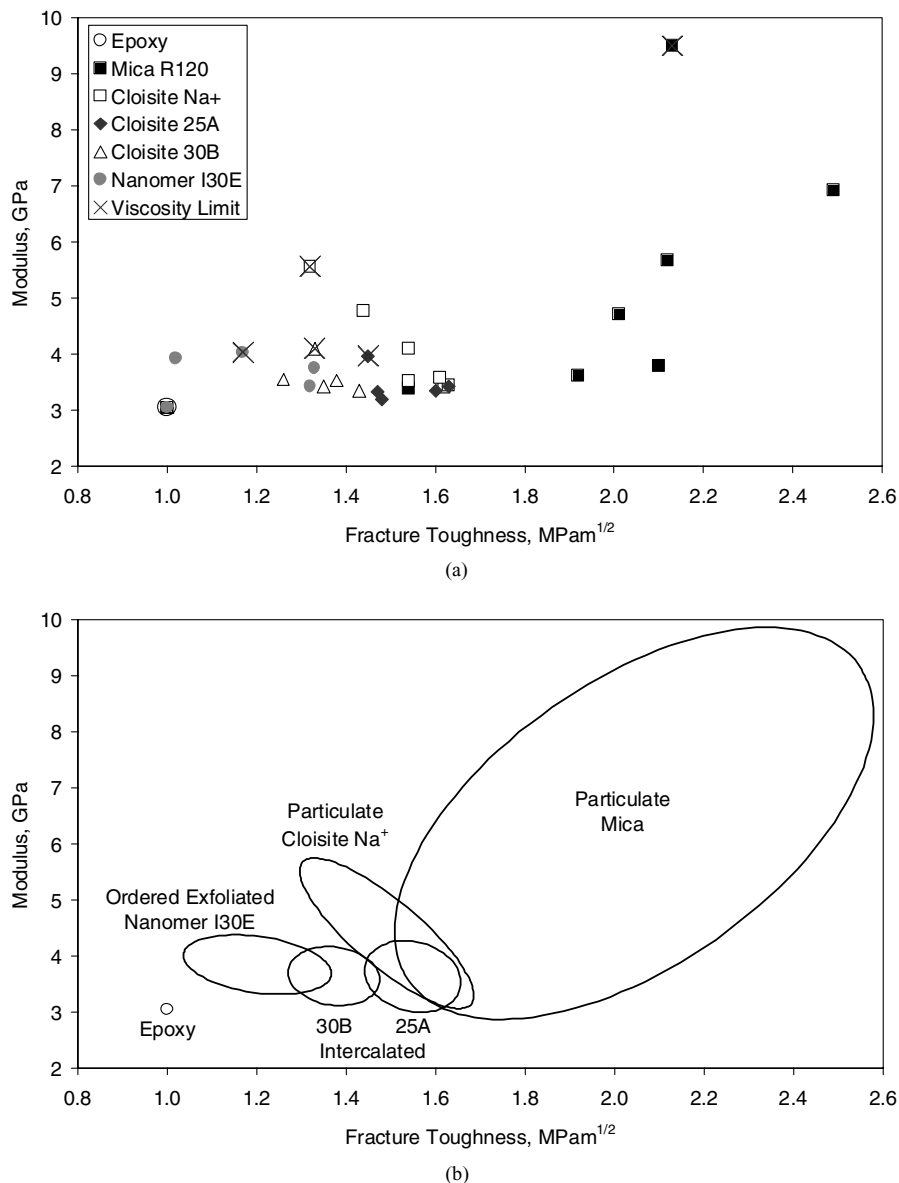 10
9
8
7
6
5
4
3
2
Modulus, GPa
Epoxy
Mica R120
Cloisite Na+
Cloisite 25A
Cloisite 30B
Nanomer I30E
Viscosity Limit
0.8 1.0 1.2 1.4 1.6 1.8 2.0 2.2 2.4 2.6
Fracture Toughness, MPam^1/2
(a)
10
9
8
7
6
5
4
3
2
Modulus, GPa
Particulate
Mica
Particulate
Cloisite Na⁺
Ordered Exfoliated
Nanomer I30E
Epoxy
30B 25A
Intercalated
0.8 1.0 1.2 1.4 1.6 1.8 2.0 2.2 2.4 2.6
Fracture Toughness, MPam^1/2
(b)